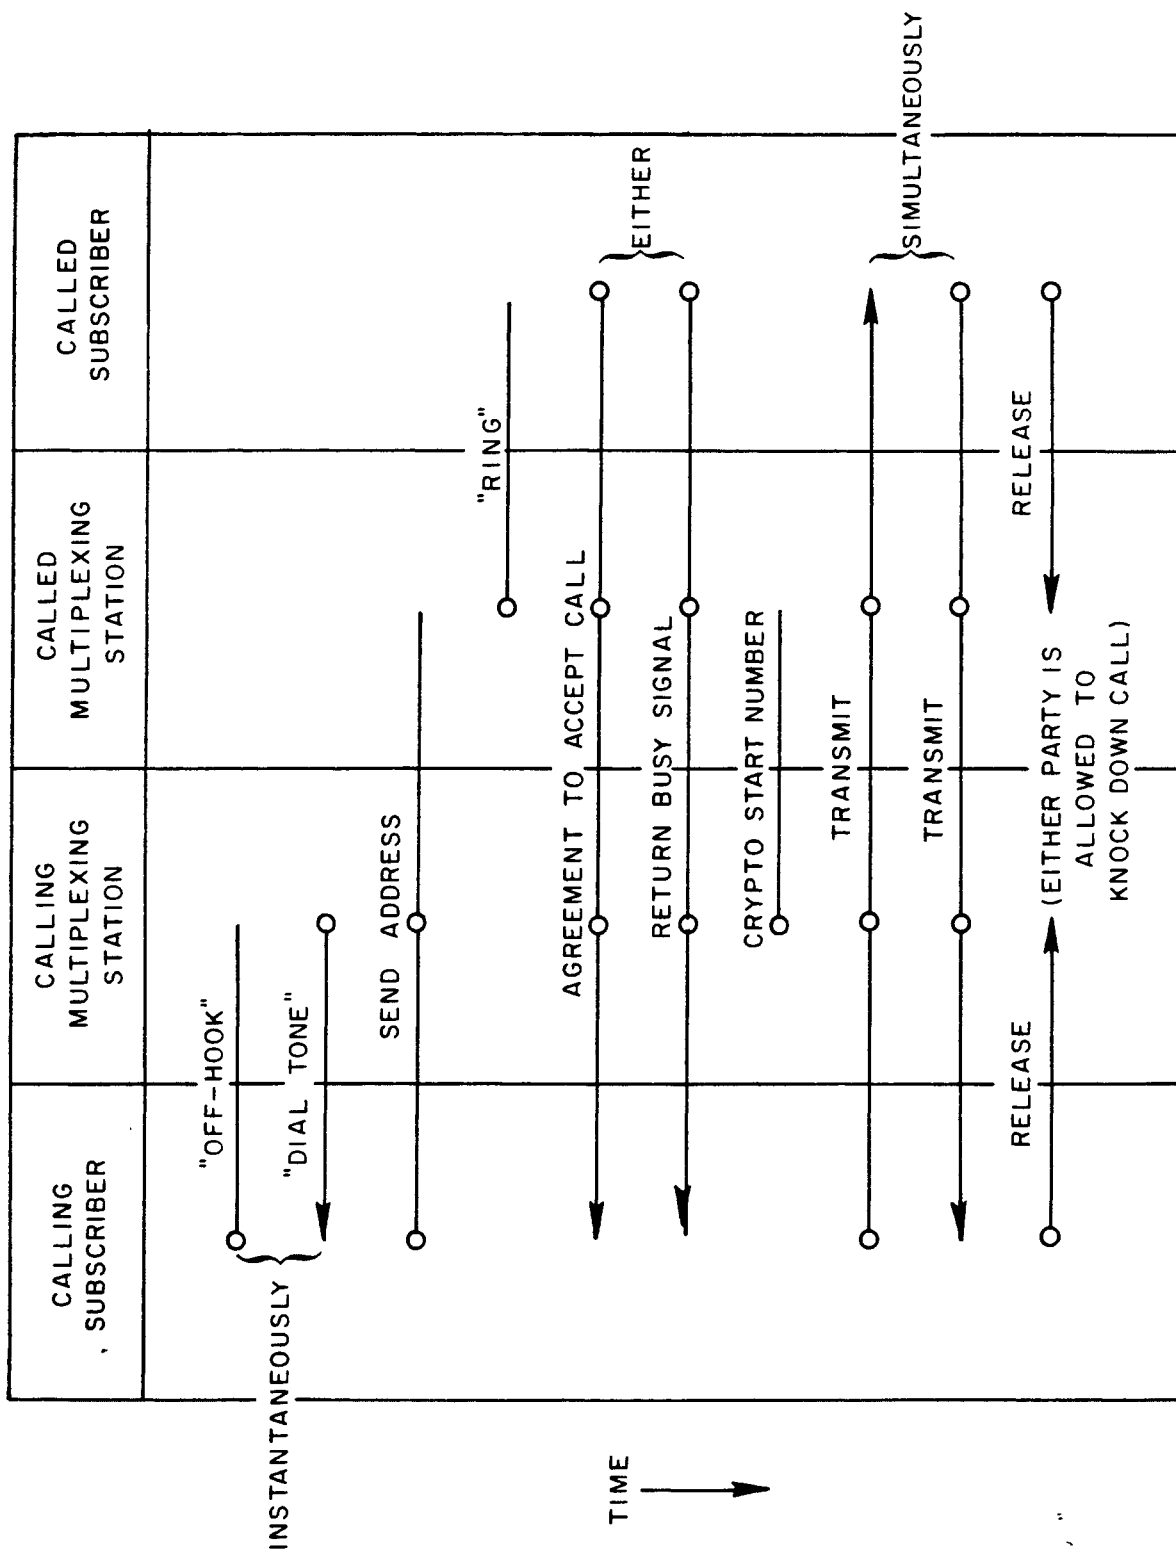 CALLING
SUBSCRIBER
CALLING
MULTIPLEXING
STATION
CALLED
MULTIPLEXING
STATION
CALLED
SUBSCRIBER
"OFF-HOOK"
INSTANTANEOUSLY
"DIAL TONE"
SEND ADDRESS
"RING"
AGREEMENT TO ACCEPT CALL
EITHER
RETURN BUSY SIGNAL
TIME
CRYPTO START NUMBER
TRANSMIT
SIMULTANEOUSLY
TRANSMIT
RELEASE
RELEASE
(EITHER PARTY IS
ALLOWED TO
KNOCK DOWN CALL)